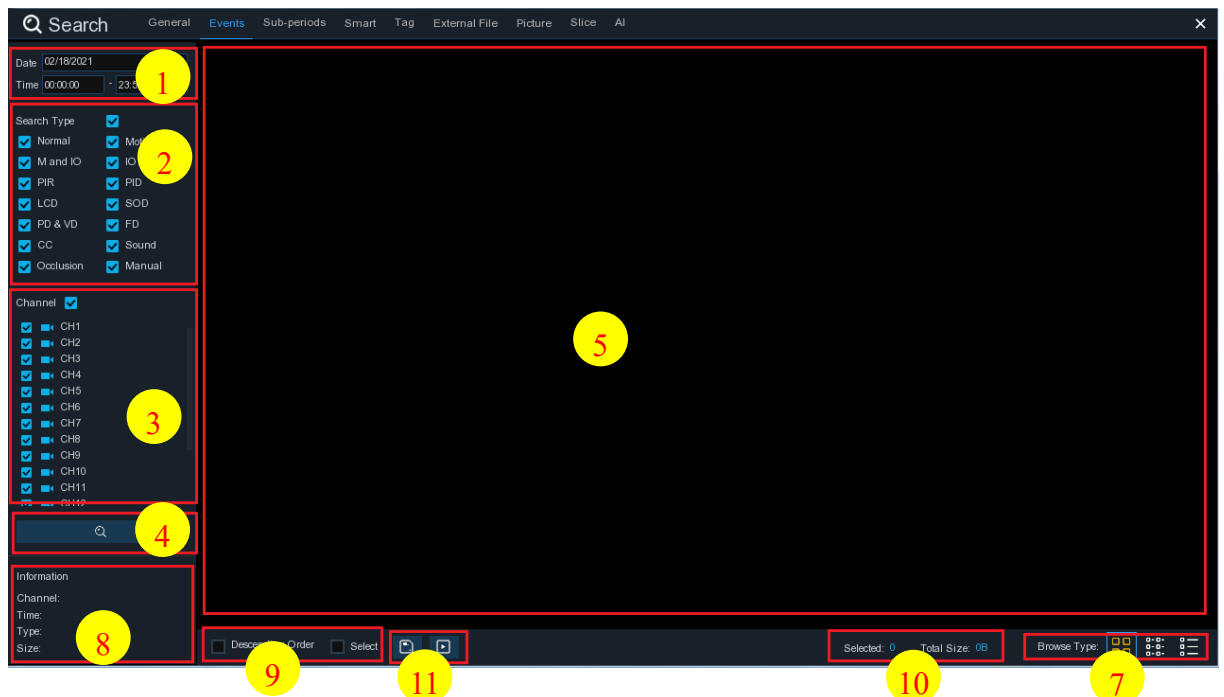 Search General Events Sub-periods Smart Tag External File Picture Slice AI
Date 02/18/2021
Time 00:00:00 -
1
Search Type
Normal
M and IO IO
2
PIR PID
LCD SOD
PD & VD FD
CC Sound
Occlusion Manual
Channel
CH1
CH2
CH3
CH4
CH5
CH6
CH7
CH8
CH9
CH10
CH11
3
4
5
Information
Channel:
Time:
Type:
Size:
8
Order Select
9
11
Selected: 0 Total Size: 0B
10
Browse Type:
7